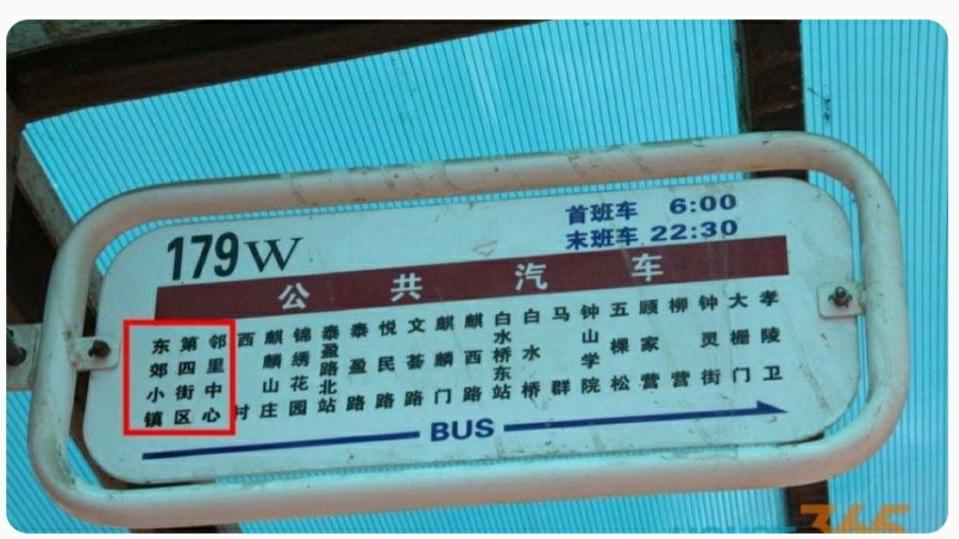 179W
首班车 6:00
末班车 22:30
公共汽车
东郊小镇
第四街区
邻里中心
西村
麒麟山庄
锦绣花园
泰盈路北站
泰盈路
悦民路
文荟路
麒麟门
麒西路
白水桥东站
白水桥
马群
钟山学院
五棵松
顾家营
柳营
钟灵街
大栅门
孝陵卫
BUS
365